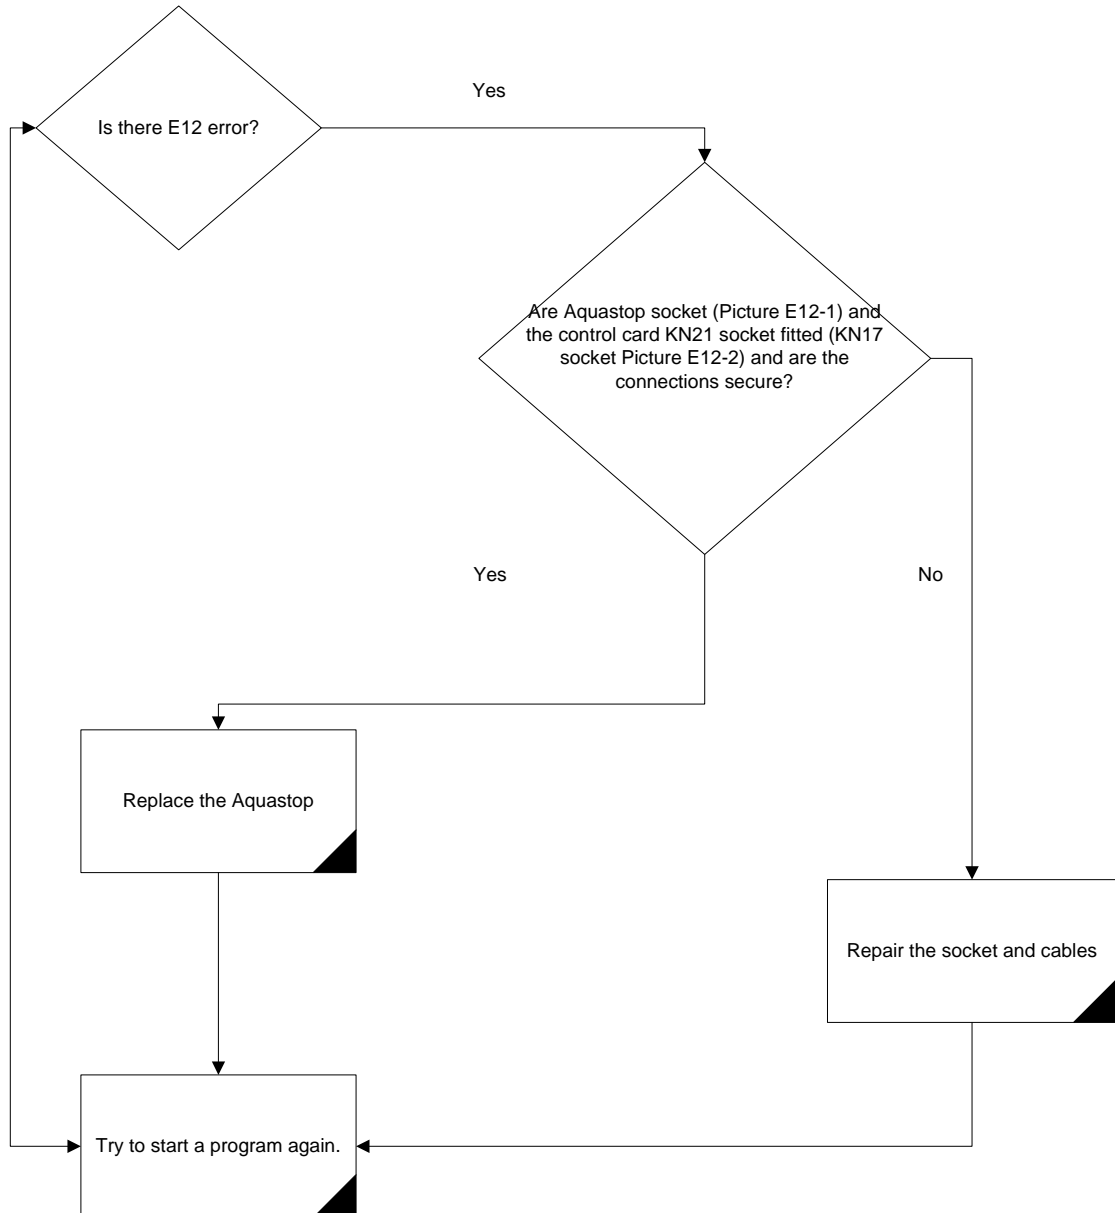 Yes
Is there E12 error?
Are Aquastop socket (Picture E12-1) and
the control card KN21 socket fitted (KN17
socket Picture E12-2) and are the
connections secure?
Yes
No
Replace the Aquastop
Repair the socket and cables
Try to start a program again.